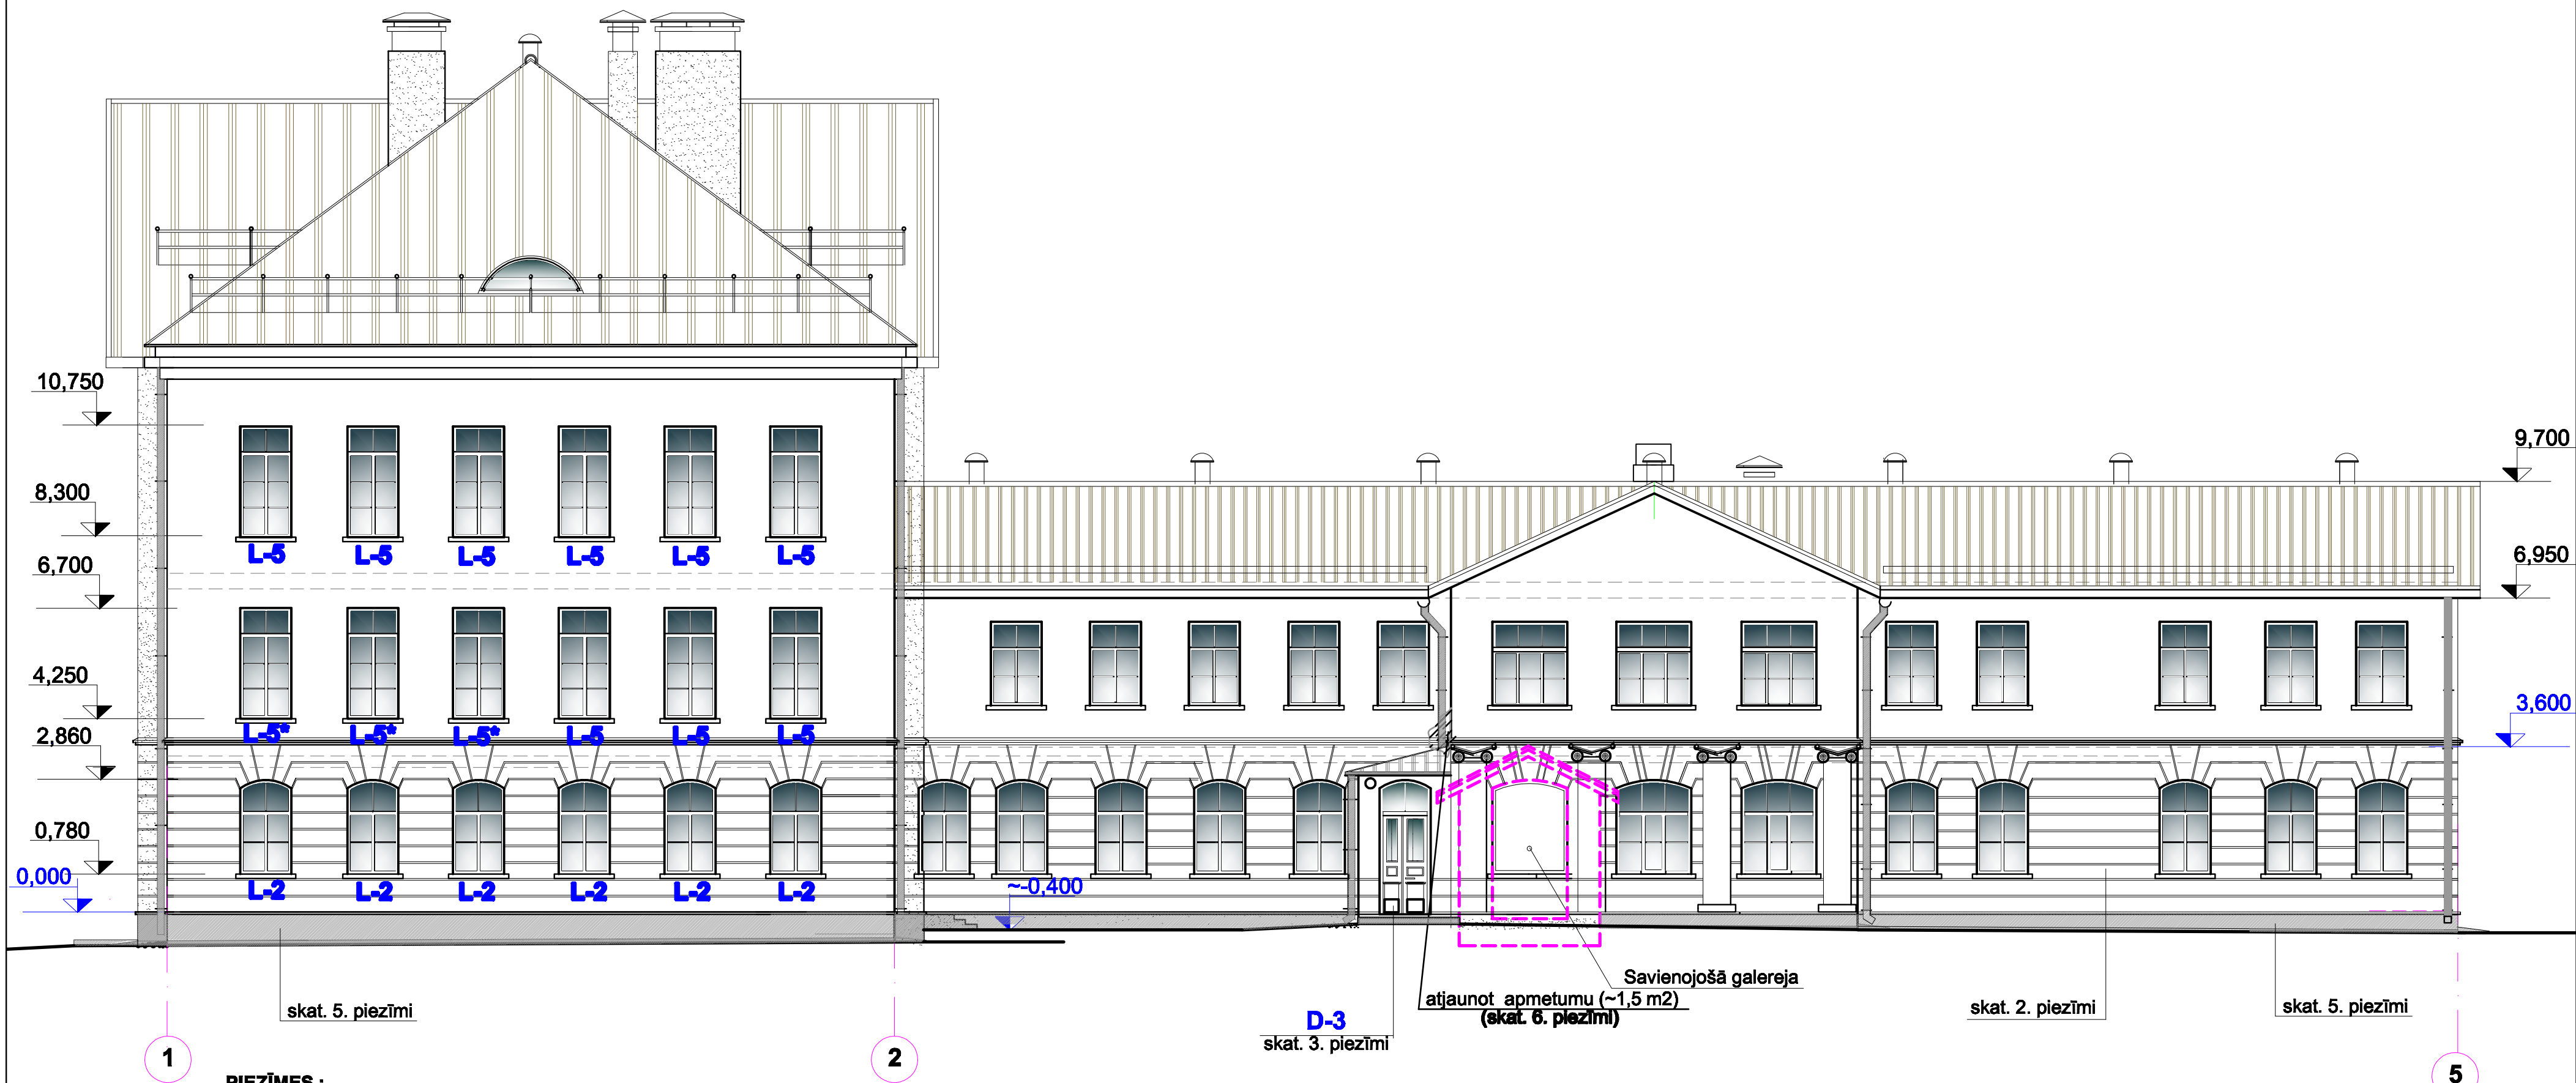 10,750
9,700
8,300
L-5 L-5 L-5 L-5 L-5 L-5
6,700
6,950
4,250
3,600
L-5* L-5* L-5* L-5 L-5 L-5
2,860
0,780
0,000
L-2 L-2 L-2 L-2 L-2 L-2
~-0,400
Savienojošā galereja
atjaunot apmetumu (~1,5 m2)
(skat. 6. piezīmi)
skat. 5. piezīmi
skat. 2. piezīmi
skat. 5. piezīmi
D-3
skat. 3. piezīmi
1
2
5
PIEZĪMES :